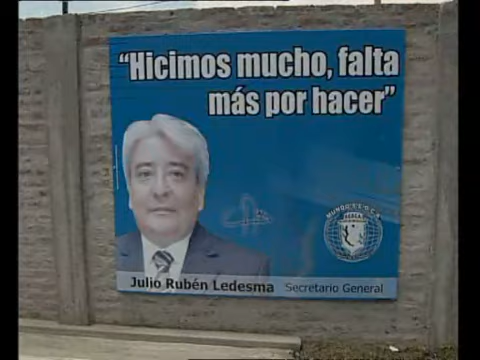 “Hicimos mucho, falta
más por hacer”
Julio Rubén Ledesma Secretario General